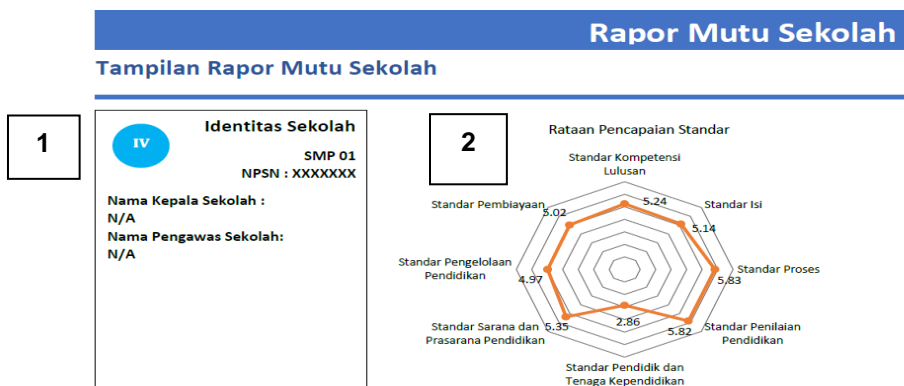 Rapor Mutu Sekolah
Tampilan Rapor Mutu Sekolah
1
IV
Identitas Sekolah
SMP 01
NPSN : XXXXXXX
Nama Kepala Sekolah :
N/A
Nama Pengawas Sekolah:
N/A
2
Rataan Pencapaian Standar
Standar Kompetensi
Lulusan
5.24
Standar Isi
5.14
Standar Proses
5.83
Standar Penilaian
Pendidikan
5.82
Standar Pendidik dan
Tenaga Kependidikan
2.86
Standar Sarana dan
Prasarana Pendidikan
5.35
Standar Pengelolaan
Pendidikan
4.97
Standar Pembiayaan
5.02